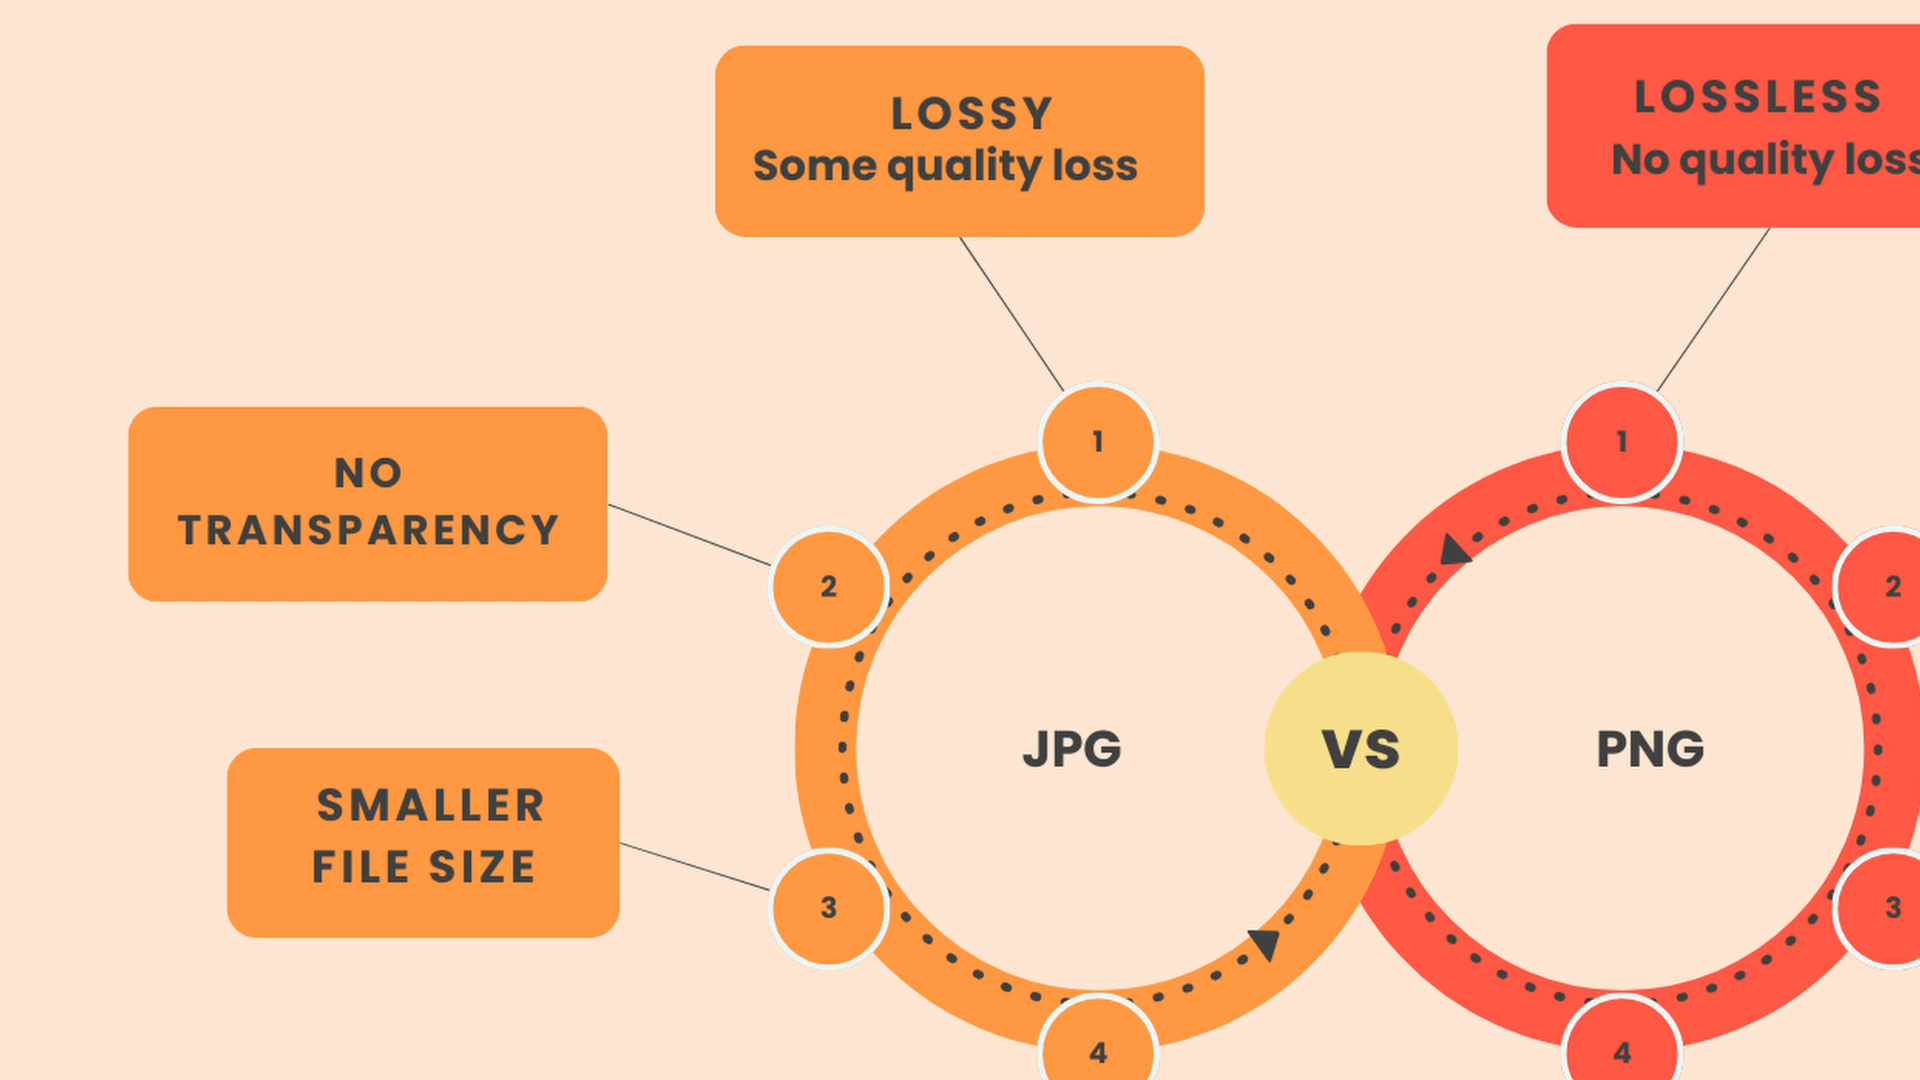 LOSSY
Some quality loss
LOSSLESS
No quality loss
1
1
NO
TRANSPARENCY
2
2
JPG
VS
PNG
SMALLER
FILE SIZE
3
3
4
4